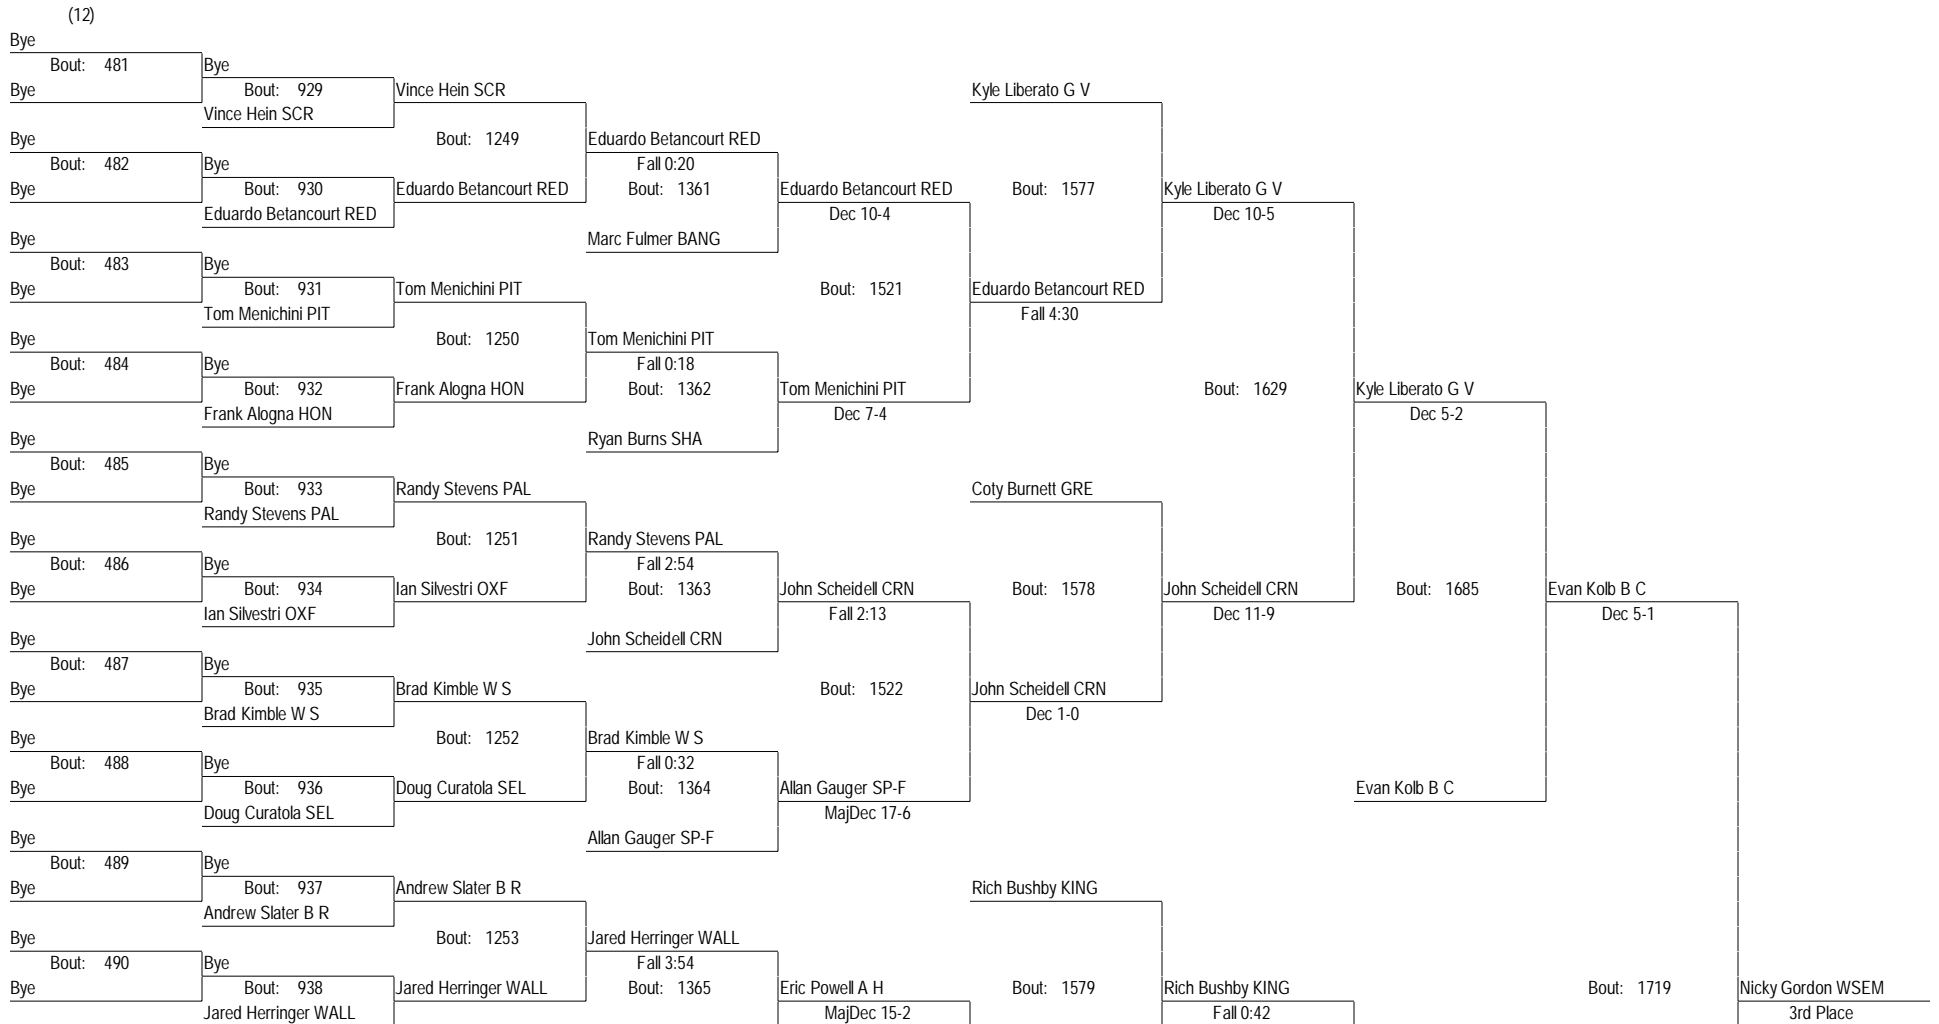 (12)
Bye
Bout: 481 Bye
Bye Bout: 929 Vince Hein SCR Kyle Liberato G V
Vince Hein SCR
Bye Bout: 1249 Eduardo Betancourt RED
Bout: 482 Bye Fall 0:20
Bye Bout: 930 Eduardo Betancourt RED Bout: 1361 Eduardo Betancourt RED Bout: 1577 Kyle Liberato G V
Eduardo Betancourt RED Dec 10-4 Dec 10-5
Bye Marc Fulmer BANG
Bout: 483 Bye
Bye Bout: 931 Tom Menichini PIT Bout: 1521 Eduardo Betancourt RED
Tom Menichini PIT Fall 4:30
Bye Bout: 1250 Tom Menichini PIT
Bout: 484 Bye Fall 0:18
Bye Bout: 932 Frank Alogna HON Bout: 1362 Tom Menichini PIT Bout: 1629 Kyle Liberato G V
Frank Alogna HON Dec 7-4 Dec 5-2
Bye Ryan Burns SHA
Bout: 485 Bye
Bye Bout: 933 Randy Stevens PAL Coty Burnett GRE
Randy Stevens PAL
Bye Bout: 1251 Randy Stevens PAL
Bout: 486 Bye Fall 2:54
Bye Bout: 934 Ian Silvestri OXF Bout: 1363 John Scheidell CRN Bout: 1578 John Scheidell CRN Bout: 1685 Evan Kolb B C
Ian Silvestri OXF Fall 2:13 Dec 11-9 Dec 5-1
Bye John Scheidell CRN
Bout: 487 Bye
Bye Bout: 935 Brad Kimble W S Bout: 1522 John Scheidell CRN
Brad Kimble W S Dec 1-0
Bye Bout: 1252 Brad Kimble W S
Bout: 488 Bye Fall 0:32
Bye Bout: 936 Doug Curatola SEL Bout: 1364 Allan Gauger SP-F Evan Kolb B C
Doug Curatola SEL MajDec 17-6
Bye Allan Gauger SP-F
Bout: 489 Bye
Bye Bout: 937 Andrew Slater B R Rich Bushby KING
Andrew Slater B R
Bye Bout: 1253 Jared Herringer WALL
Bout: 490 Bye Fall 3:54
Bye Bout: 938 Jared Herringer WALL Bout: 1365 Eric Powell A H Bout: 1579 Rich Bushby KING Bout: 1719 Nicky Gordon WSEM
Jared Herringer WALL MajDec 15-2 Fall 0:42 3rd Place